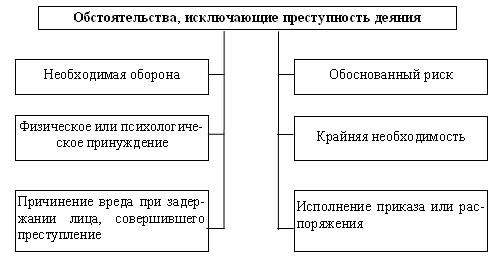 Обстоятельства, исключающие преступность деяния
Необходимая оборона
Физическое или психологиче-
ское принуждение
Причинение вреда при задер-
жании лица, совершившего
преступление
Обоснованный риск
Крайняя необходимость
Исполнение приказа или рас-
поряжения